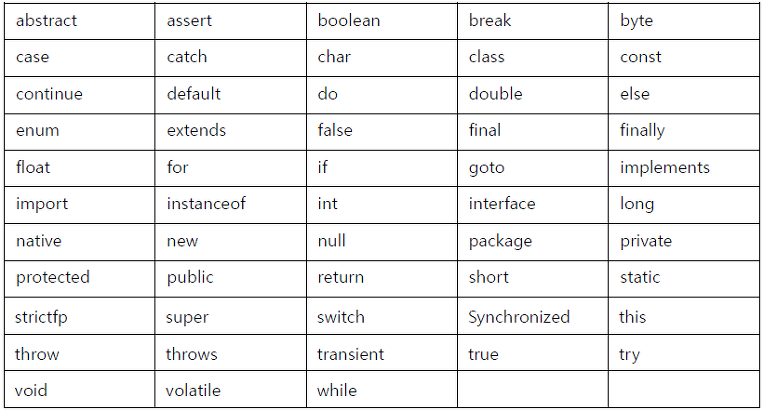 abstract assert boolean break byte
case catch char class const
continue default do double else
enum extends false final finally
float for if goto implements
import instanceof int interface long
native new null package private
protected public return short static
strictfp super switch Synchronized this
throw throws transient true try
void volatile while